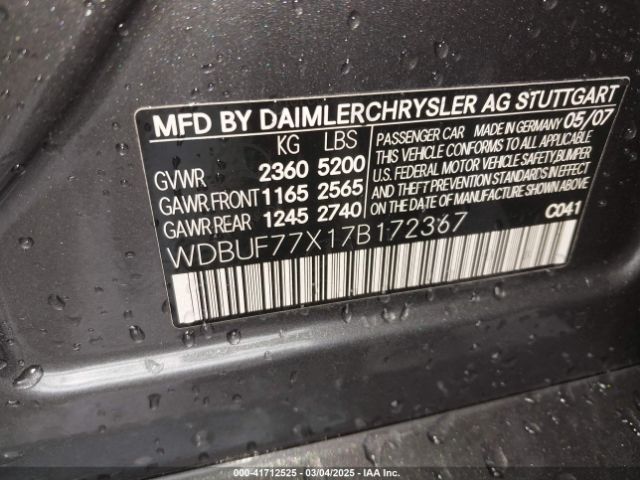 MFD BY DAIMLERCHRYSLER AG STUTTGART
KG LBS
GVWR 2360 5200
GAWR FRONT 1165 2565
GAWR REAR 1245 2740
PASSENGER CAR MADE IN GERMANY 05/07
THIS VEHICLE CONFORMS TO ALL APPLICABLE
U.S. FEDERAL MOTOR VEHICLE SAFETY,BUMPER
AND THEFT PREVENTION STANDARDS IN EFFECT
ON THE DATE OF MANUFACTURE SHOWN ABOVE.
WDBUF77X17B172367 C041
000-41712525 - 03/04/2025 - IAA Inc.